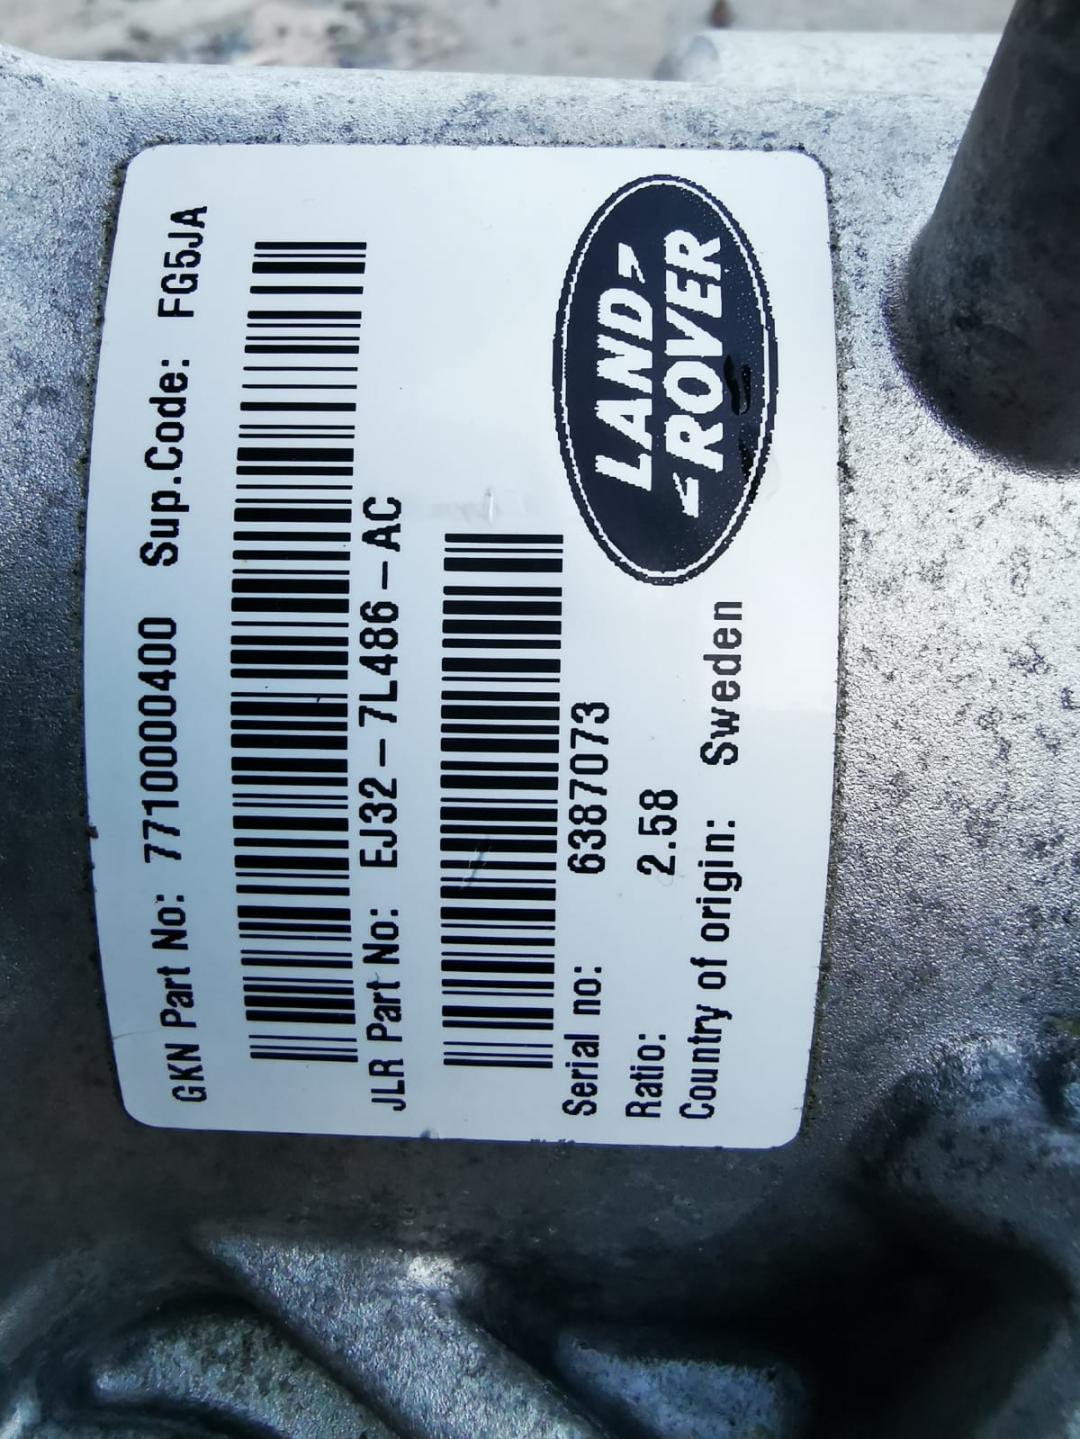 GKN Part No: 7710000400 Sup.Code: FG5JA
JLR Part No: EJ32-7L486-AC
Serial no: 6387073
Ratio: 2.58
Country of origin: Sweden
LAND
ROVER